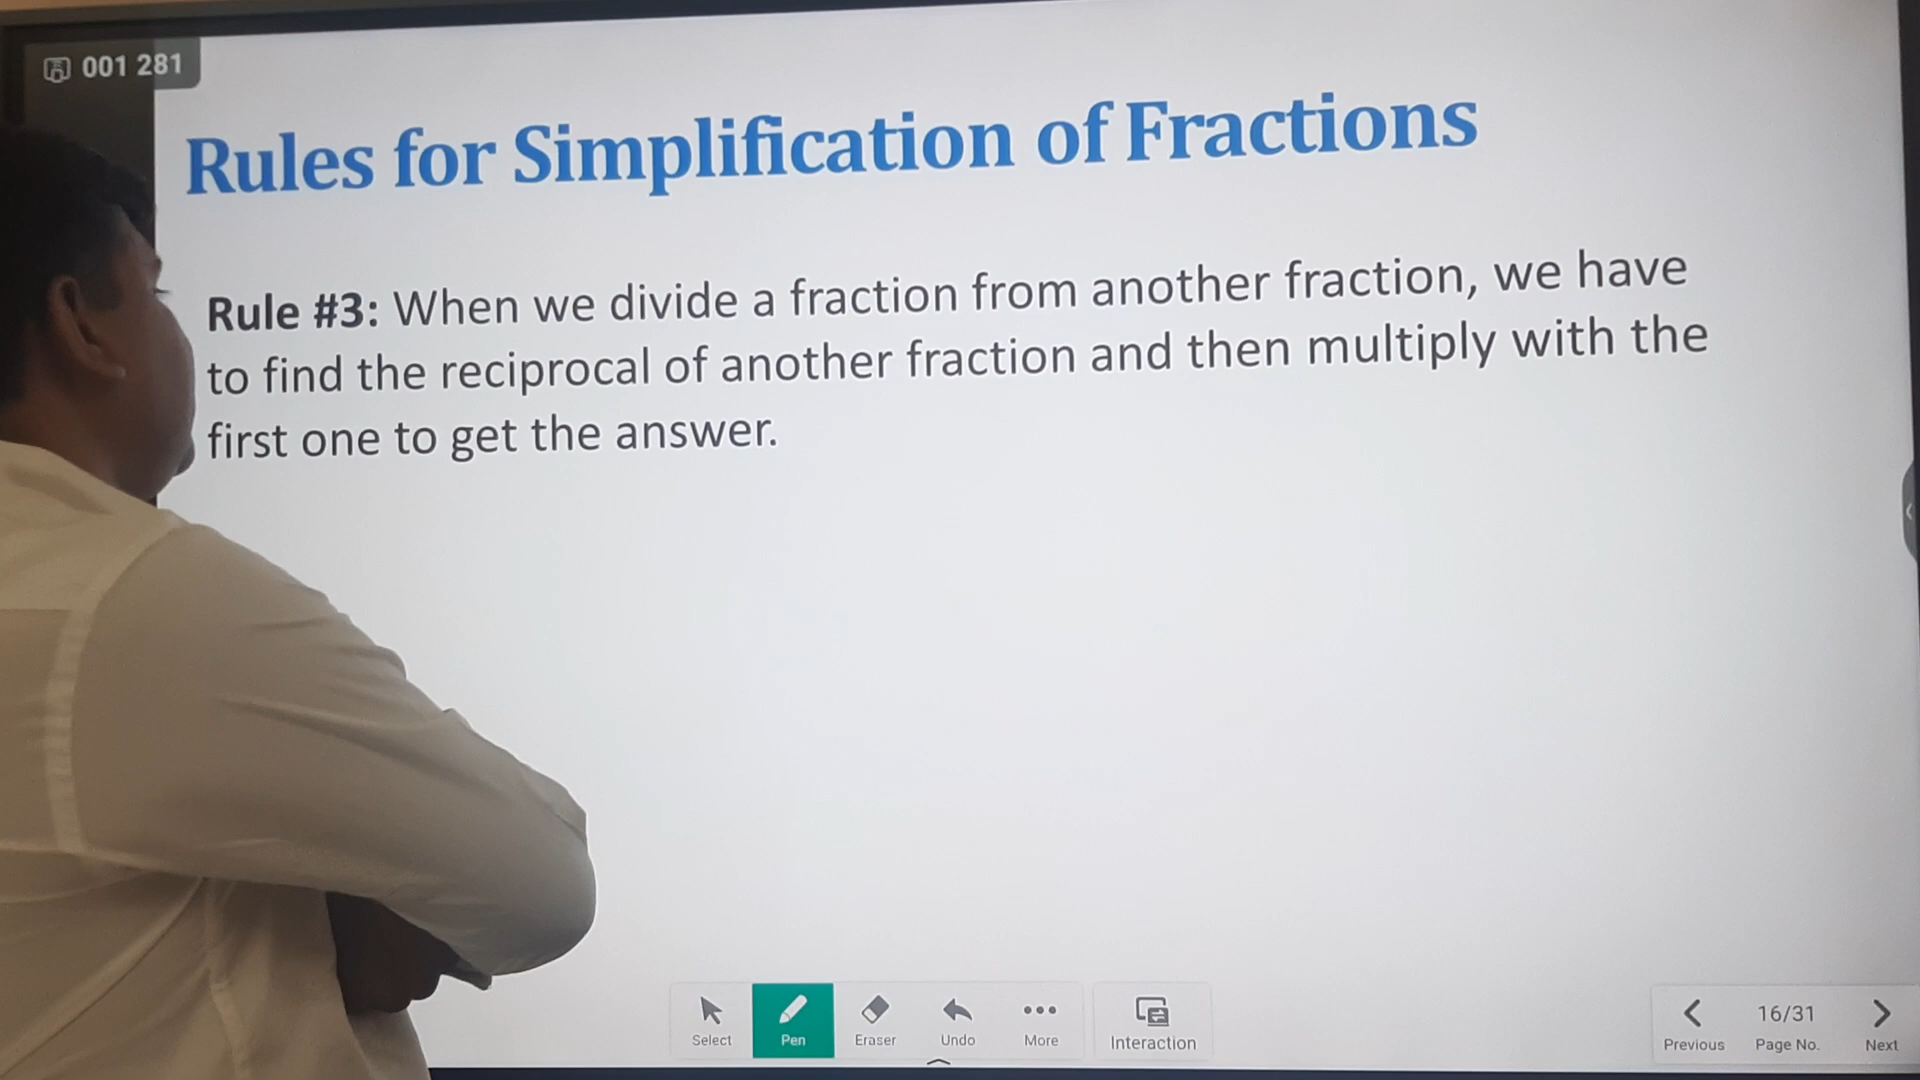 001 281
Rules for Simplification of Fractions
Rule #3: When we divide a fraction from another fraction, we have
to find the reciprocal of another fraction and then multiply with the
first one to get the answer.
Select Pen Eraser Undo More Interaction
16/31
Previous Page No. Next